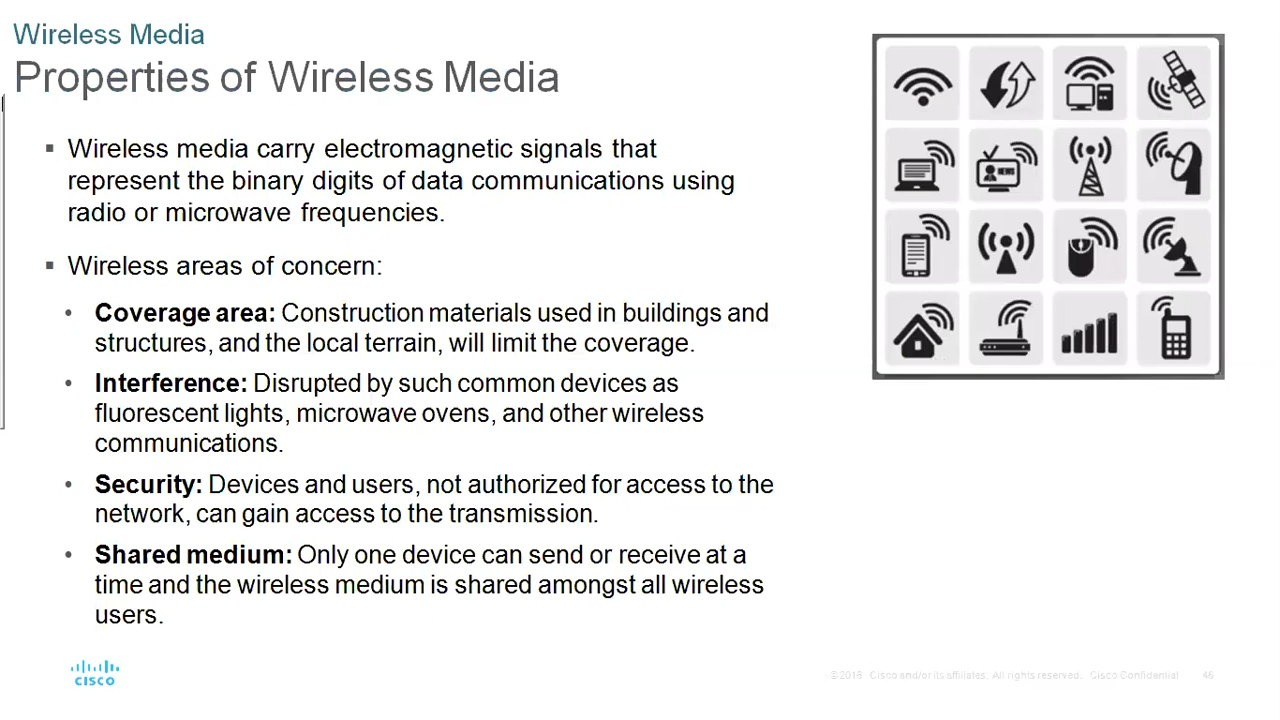 Wireless Media
Properties of Wireless Media
▪ Wireless media carry electromagnetic signals that
represent the binary digits of data communications using
radio or microwave frequencies.
▪ Wireless areas of concern:
• Coverage area: Construction materials used in buildings and
structures, and the local terrain, will limit the coverage.
• Interference: Disrupted by such common devices as
fluorescent lights, microwave ovens, and other wireless
communications.
• Security: Devices and users, not authorized for access to the
network, can gain access to the transmission.
• Shared medium: Only one device can send or receive at a
time and the wireless medium is shared amongst all wireless
users.
NEWS
CISCO
© 2016 Cisco and/or its affiliates. All rights reserved. Cisco Confidential 46